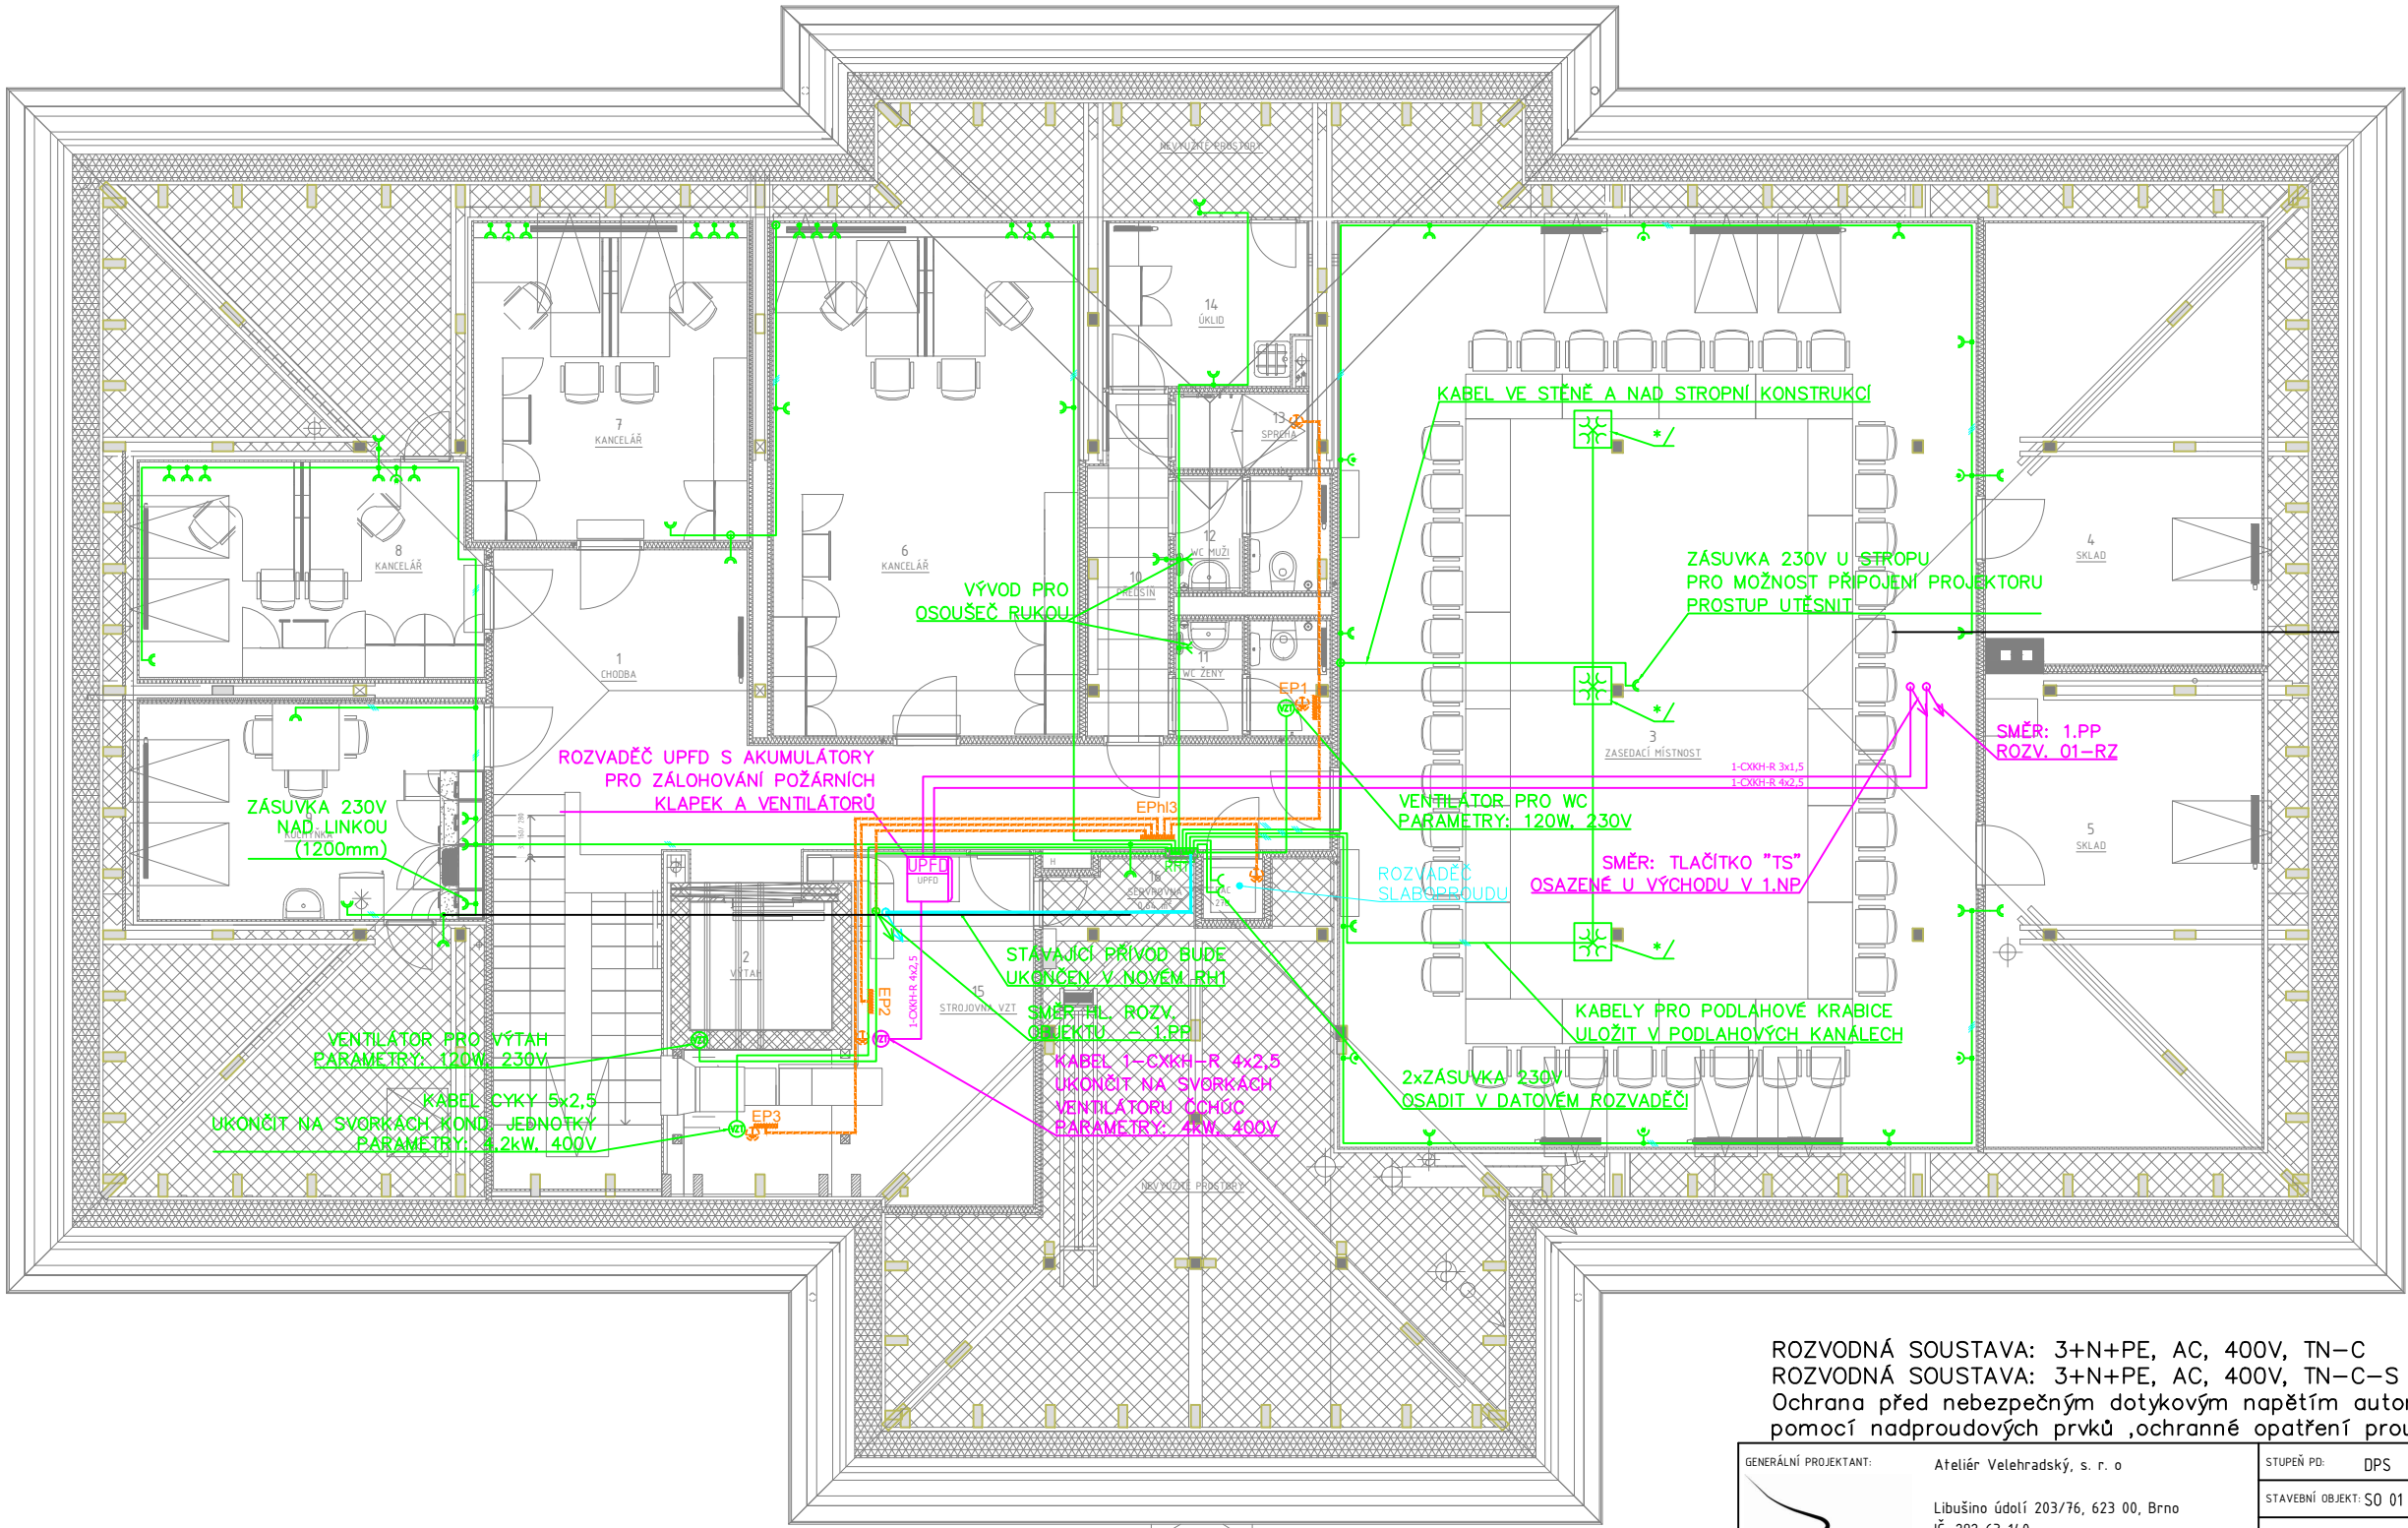 NEVYUŽITÉ PROSTORY
14
ÚKLID
KABEL VE STĚNĚ A NAD STROPNÍ KONSTRUKCÍ
13
SPRCHA
7
KANCELÁŘ
*/
8
KANCELÁŘ
6
KANCELÁŘ
12
WC MUŽI
10
PŘEDSÍŇ
VÝVOD PRO
OSOUŠEČ RUKOU
ZÁSUVKA 230V U STROPU
PRO MOŽNOST PŘIPOJENÍ PROJEKTORU
PROSTUP UTĚSNIT
4
SKLAD
1
CHODBA
11
WC ŽENY
EP1
VZT
*/
3
ZASEDACÍ MÍSTNOST
SMĚR: 1.PP
ROZV. 01-RZ
ROZVADĚČ UPFD S AKUMULÁTORY
PRO ZÁLOHOVÁNÍ POŽÁRNÍCH
KLAPEK A VENTILÁTORŮ
1-CXKH-R 3x1,5
1-CXKH-R 4x2,5
ZÁSUVKA 230V
NAD LINKOU
(1200mm)
9
KUCHYŇKA
EPhl3
VENTILÁTOR PRO WC
PARAMETRY: 120W, 230V
5
SKLAD
UPFD
UPFD
H
H
RH1
16
SERVROVNA
SMĚR: TLAČÍTKO "TS"
OSAZENÉ U VÝCHODU V 1.NP
ROZVADĚČ
SLABOPROUDU
2
VÝTAH
1-CXKH-R 4x2,5
STÁVAJÍCÍ PŘÍVOD BUDE
UKONČEN V NOVÉM RH1
*/
15
STROJOVNA VZT
EP2
SMĚR HL. ROZV.
OBJEKTU - 1.PP
KABELY PRO PODLAHOVÉ KRABICE
ULOŽIT V PODLAHOVÝCH KANÁLECH
VENTILÁTOR PRO VÝTAH
PARAMETRY: 120W, 230V
VZT
VZT
KABEL 1-CXKH-R 4x2,5
UKONČIT NA SVORKÁCH
VENTILÁTORU ČCHÚC
PARAMETRY: 4kW, 400V
2xZÁSUVKA 230V
OSADIT V DATOVÉM ROZVADĚČI
KABEL CYKY 5x2,5
UKONČIT NA SVORKÁCH KOND. JEDNOTKY
PARAMETRY: 4,2kW, 400V
EP3
VZT
NEVYUŽITÉ PROSTORY
ROZVODNÁ SOUSTAVA: 3+N+PE, AC, 400V, TN-C
ROZVODNÁ SOUSTAVA: 3+N+PE, AC, 400V, TN-C-S
Ochrana před nebezpečným dotykovým napětím
pomocí nadproudových prvků ,ochranné opatření
GENERÁLNÍ PROJEKTANT:
Ateliér Velehradský, s. r. o
STUPEŇ PD: DPS
Libušino údolí 203/76, 623 00, Brno
STAVEBNÍ OBJEKT: SO 01